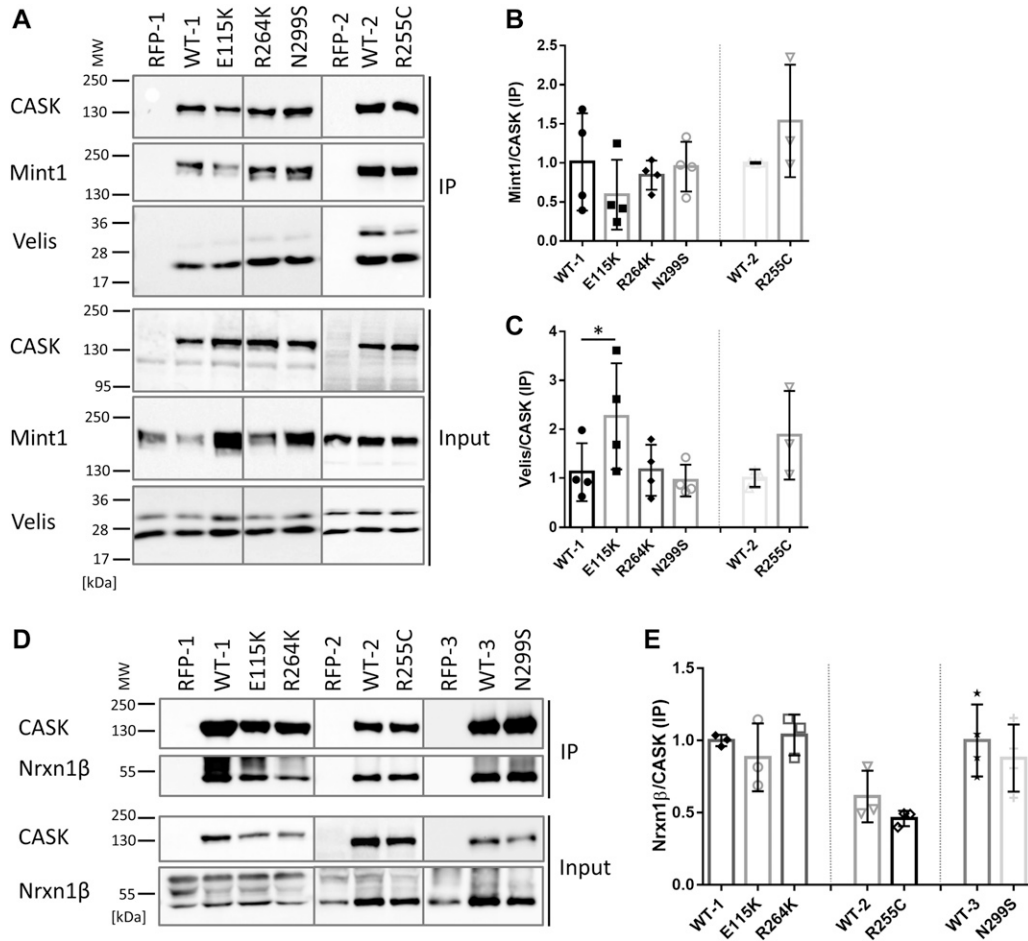 A
MW
RFP-1
WT-1
E115K
R264K
N299S
RFP-2
WT-2
R255C
250
CASK
130
250
Mint1
130
IP
36
Velis
28
17
250
CASK
130
95
250
Mint1
Input
130
36
Velis
28
17
[kDa]
B
Mint1/CASK (IP)
2.5
2.0
1.5
1.0
0.5
0.0
WT-1
E115K
R264K
N299S
WT-2
R255C
C
Velis/CASK (IP)
4
3
2
1
0
*
WT-1
E115K
R264K
N299S
WT-2
R255C
D
MW
RFP-1
WT-1
E115K
R264K
RFP-2
WT-2
R255C
RFP-3
WT-3
N299S
250
CASK
130
IP
Nrxn1β
55
250
CASK
130
Input
Nrxn1β
55
[kDa]
E
Nrxn1β/CASK (IP)
1.5
1.0
0.5
0.0
WT-1
E115K
R264K
WT-2
R255C
WT-3
N299S